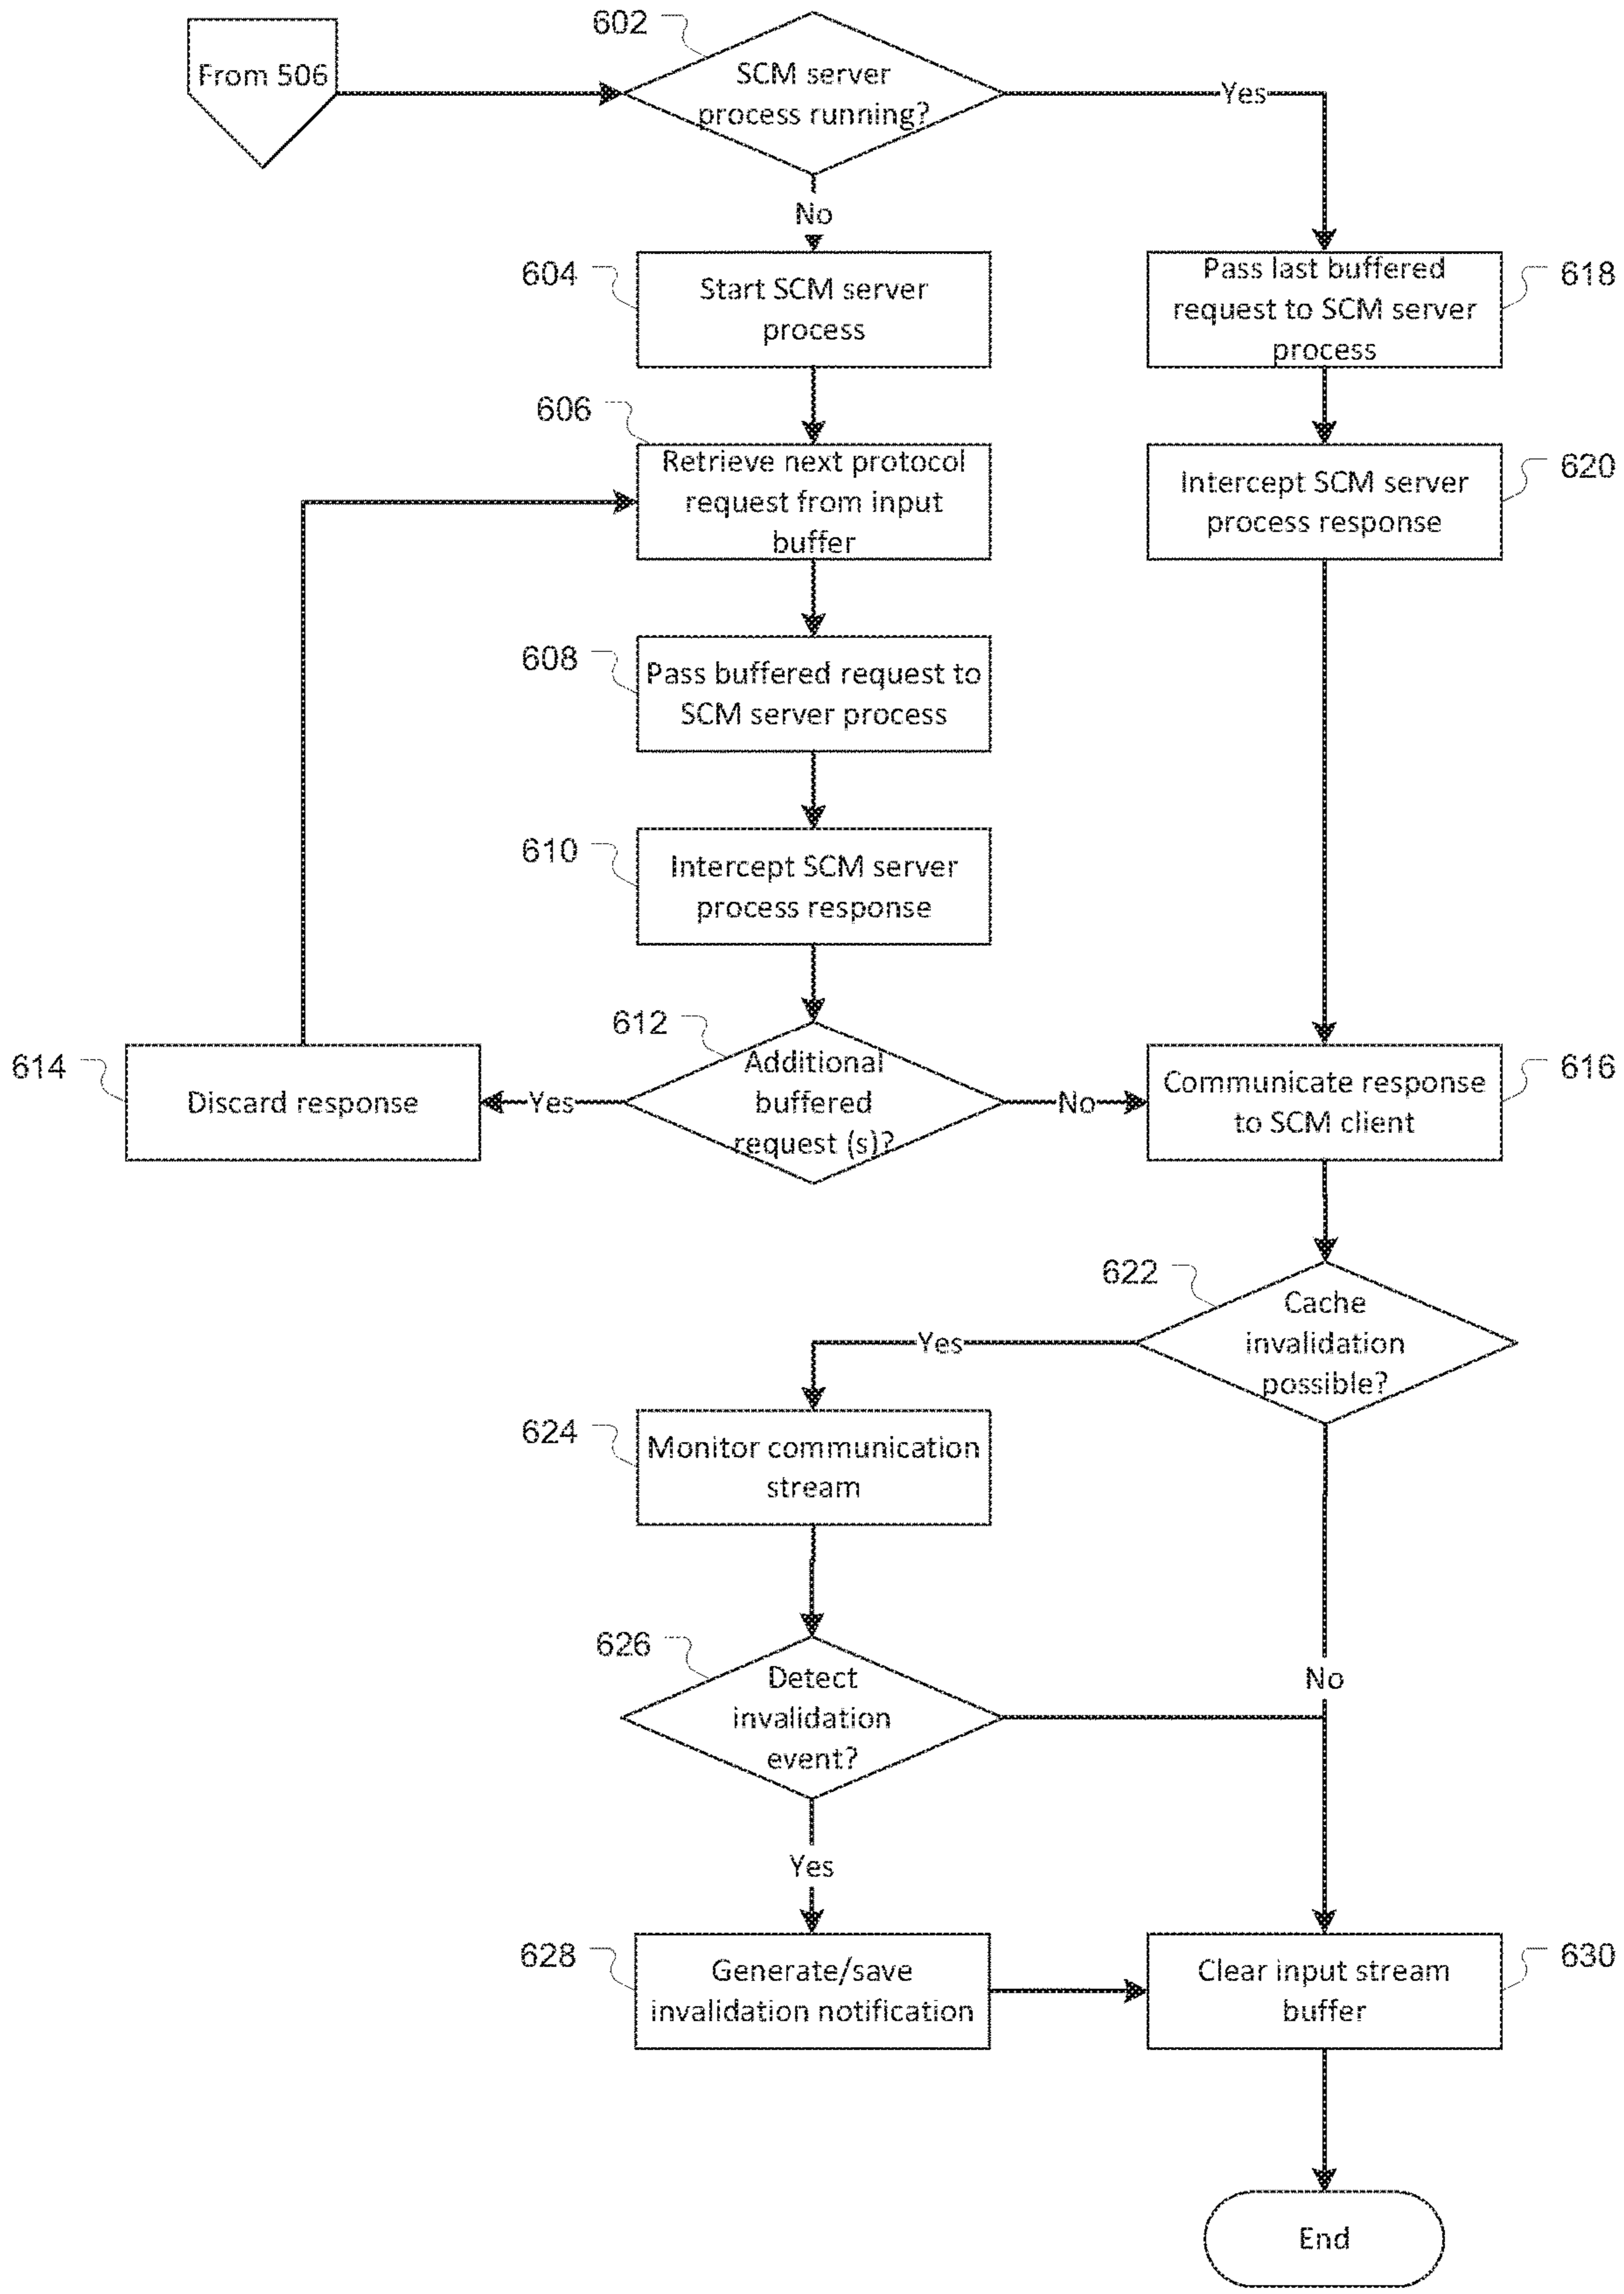 602
From 506
SCM server
process running?
Yes
No
604
Start SCM server
process
Pass last buffered
request to SCM server
process
618
606
Retrieve next protocol
request from input
buffer
Intercept SCM server
process response
620
608
Pass buffered request to
SCM server process
610
Intercept SCM server
process response
612
Additional
buffered
request (s)?
614
Discard response
Yes
No
Communicate response
to SCM client
616
622
Cache
invalidation
possible?
Yes
624
Monitor communication
stream
626
Detect
invalidation
event?
No
Yes
628
Generate/save
invalidation notification
Clear input stream
buffer
630
End